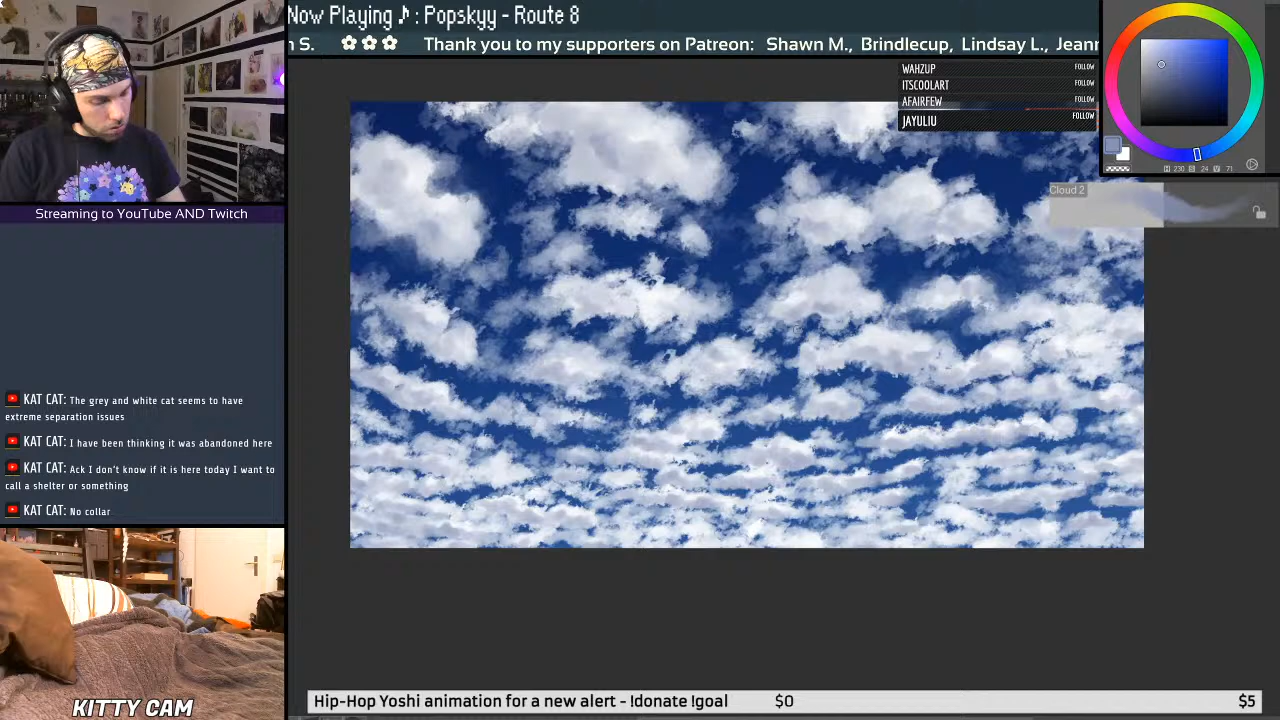 Now Playing ♪ : Popskyy - Route 8
n S. ✿ ✿ ✿ Thank you to my supporters on Patreon: Shawn M., Brindlecup, Lindsay L., Jeann
WAHZUP FOLLOW
ITSCOOLART FOLLOW
AFAIRFEW FOLLOW
JAYULIU FOLLOW
H 230 S 24 V 71
Cloud 2
Streaming to YouTube AND Twitch
KAT CAT: The grey and white cat seems to have
extreme separation issues
KAT CAT: I have been thinking it was abandoned here
KAT CAT: Ack I don't know if it is here today I want to
call a shelter or something
KAT CAT: No collar
KITTY CAM
Hip-Hop Yoshi animation for a new alert - !donate !goal $0 $5